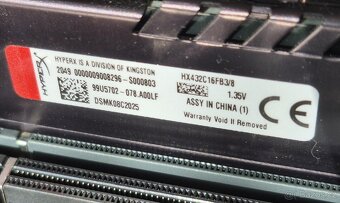 HYPERX
HYPERX IS A DIVISION OF KINGSTON
2049 0000009008296 - S000803
99U5702 - 078.A00LF
DSMK08C2025
HX432C16FB3/8
1.35V
ASSY IN CHINA (1)
Warranty Void If Removed
CE